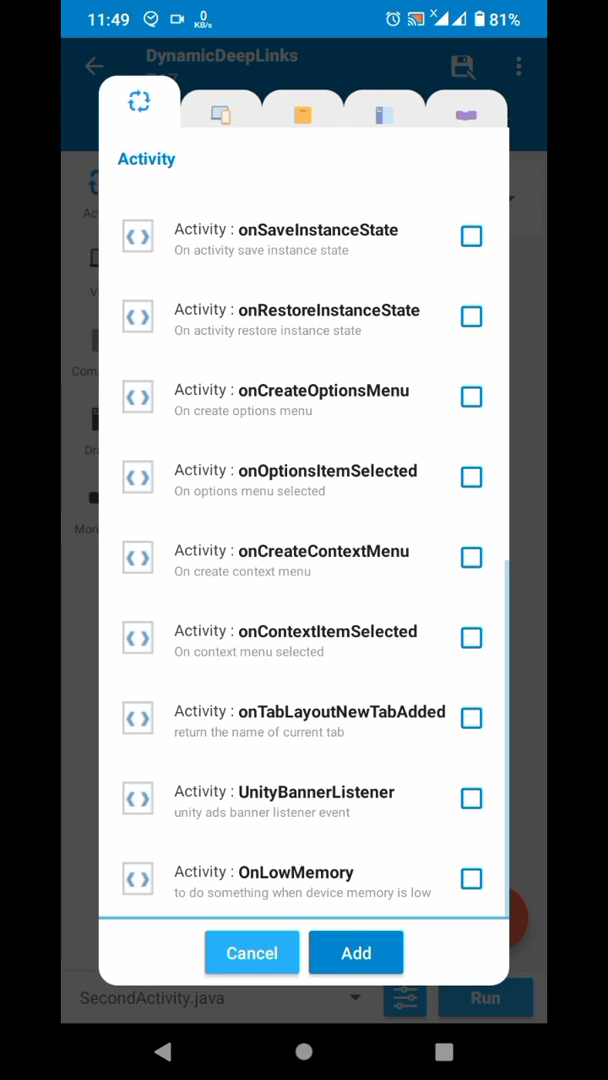 11:49
0
KB/s
81%
DynamicDeepLinks
Activity
Activity : onSaveInstanceState
On activity save instance state
Activity : onRestoreInstanceState
On activity restore instance state
Activity : onCreateOptionsMenu
On create options menu
Activity : onOptionsItemSelected
On options menu selected
Activity : onCreateContextMenu
On create context menu
Activity : onContextItemSelected
On context menu selected
Activity : onTabLayoutNewTabAdded
return the name of current tab
Activity : UnityBannerListener
unity ads banner listener event
Activity : OnLowMemory
to do something when device memory is low
Cancel
Add
SecondActivity.java
Run